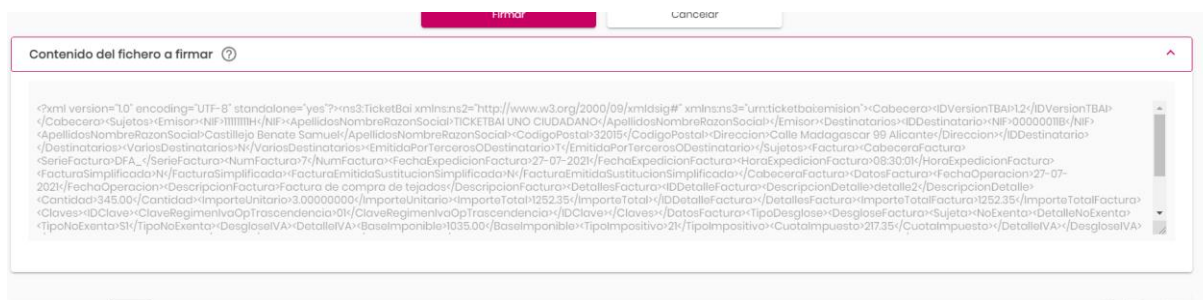 Firmar
Cancelar
Contenido del fichero a firmar ?
<?xml version="1.0" encoding="UTF-8" standalone="yes"?><ns3:TicketBai xmlns:ns2="http://www.w3.org/2000/09/xmldsig#" xmlns:ns3="urn:ticketbai:emision"><Cabecera><IDVersionTBAI>1.2</IDVersionTBAI>
</Cabecera><Sujetos><Emisor><NIF>11111111H</NIF><ApellidosNombreRazonSocial>TICKETBAI UNO CIUDADANO</ApellidosNombreRazonSocial></Emisor><Destinatarios><IDDestinatario><NIF>00000011B</NIF>
<ApellidosNombreRazonSocial>Castillejo Benate Samuel</ApellidosNombreRazonSocial><CodigoPostal>32015</CodigoPostal><Direccion>Calle Madagascar 99 Alicante</Direccion></IDDestinatario>
</Destinatarios><VariosDestinatarios>N</VariosDestinatarios><EmitidaPorTercerosODestinatario>T</EmitidaPorTercerosODestinatario></Sujetos><Factura><CabeceraFactura>
<SerieFactura>DFA_</SerieFactura><NumFactura>7</NumFactura><FechaExpedicionFactura>27-07-2021</FechaExpedicionFactura><HoraExpedicionFactura>08:30:01</HoraExpedicionFactura>
<FacturaSimplificada>N</FacturaSimplificada><FacturaEmitidaSustitucionSimplificada>N</FacturaEmitidaSustitucionSimplificada></CabeceraFactura><DatosFactura><FechaOperacion>27-07-
2021</FechaOperacion><DescripcionFactura>Factura de compra de tejados</DescripcionFactura><DetallesFactura><IDDetalleFactura><DescripcionDetalle>detalle2</DescripcionDetalle>
<Cantidad>345.00</Cantidad><ImporteUnitario>3.00000000</ImporteUnitario><ImporteTotal>1252.35</ImporteTotal></IDDetalleFactura></DetallesFactura><ImporteTotalFactura>1252.35</ImporteTotalFactura>
<Claves><IDClave><ClaveRegimenIvaOpTrascendencia>01</ClaveRegimenIvaOpTrascendencia></IDClave></Claves></DatosFactura><TipoDesglose><DesgloseFactura><Sujeta><NoExenta><DetalleNoExenta>
<TipoNoExenta>S1</TipoNoExenta><DesgloseIVA><DetalleIVA><BaseImponible>1035.00</BaseImponible><TipoImpositivo>21</TipoImpositivo><CuotaImpuesto>217.35</CuotaImpuesto></DetalleIVA></DesgloseIVA>